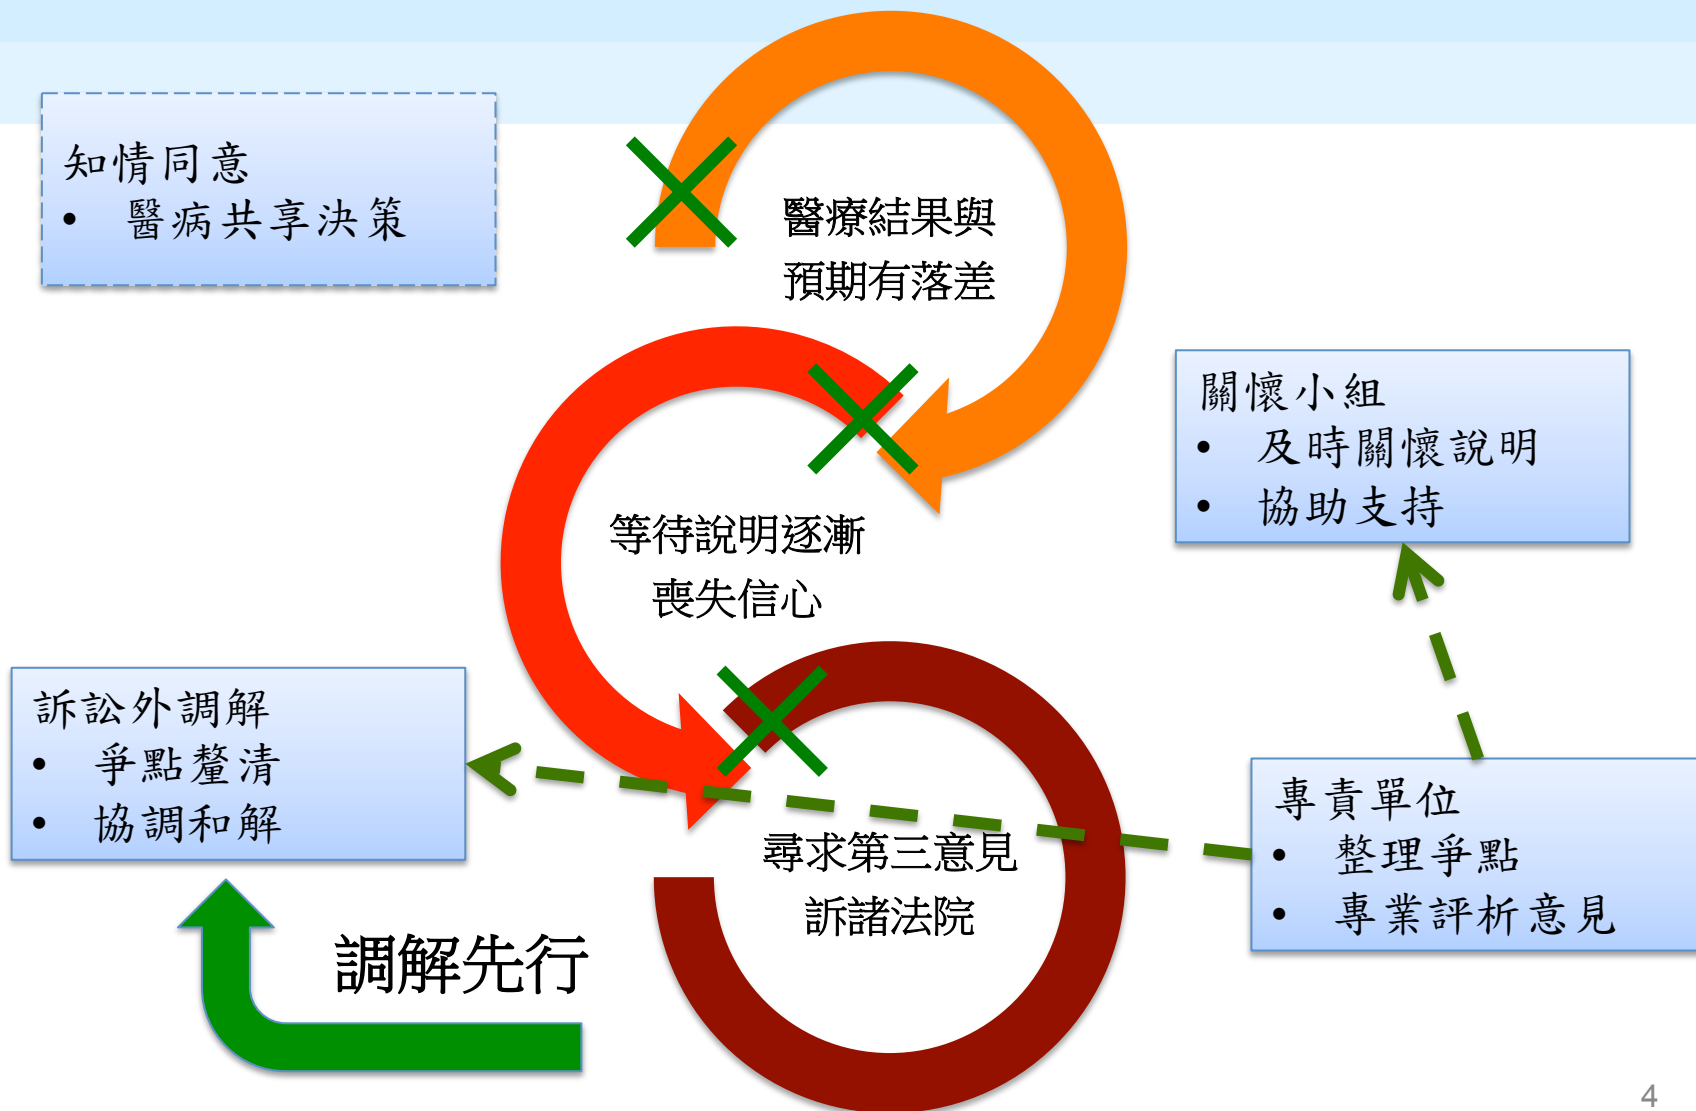 知情同意
• 醫病共享決策
醫療結果與
預期有落差
關懷小組
• 及時關懷說明
• 協助支持
等待說明逐漸
喪失信心
訴訟外調解
• 爭點釐清
• 協調和解
專責單位
• 整理爭點
• 專業評析意見
尋求第三意見
訴諸法院
調解先行
4